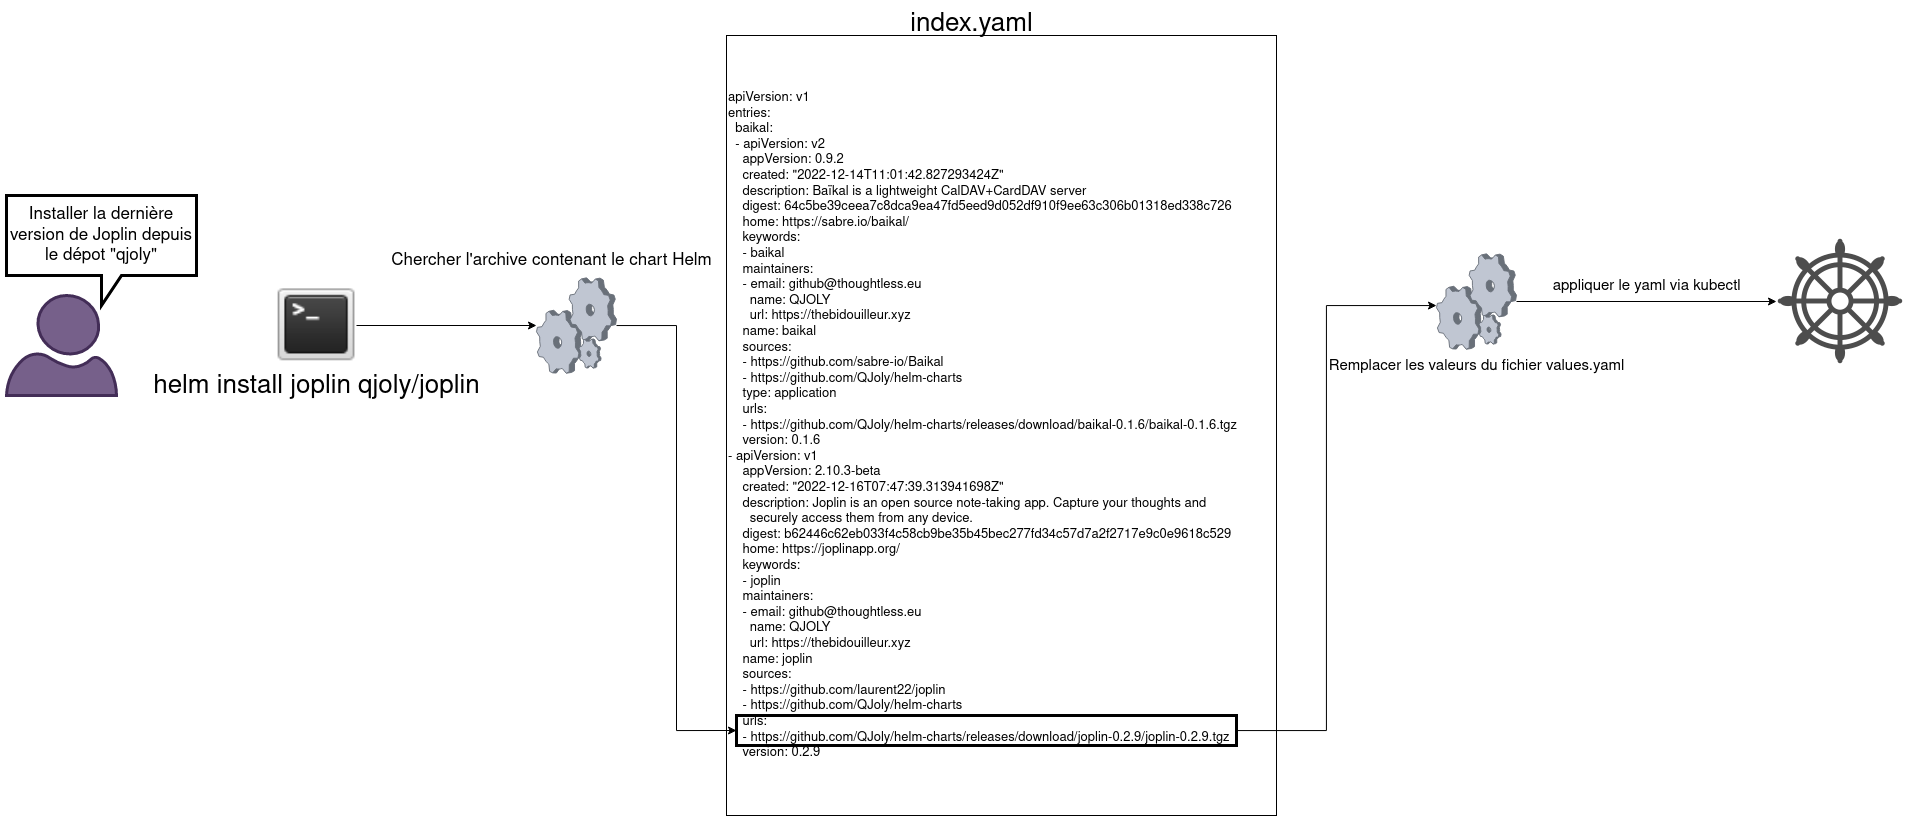 index.yaml
Installer la dernière
version de Joplin depuis
le dépot "qjoly"
>_
helm install joplin qjoly/joplin
Chercher l'archive contenant le chart Helm
apiVersion: v1
entries:
  baikal:
  - apiVersion: v2
    appVersion: 0.9.2
    created: "2022-12-14T11:01:42.827293424Z"
    description: Baïkal is a lightweight CalDAV+CardDAV server
    digest: 64c5be39ceea7c8dca9ea47fd5eed9d052df910f9ee63c306b01318ed338c726
    home: https://sabre.io/baikal/
    keywords:
    - baikal
    maintainers:
    - email: github@thoughtless.eu
      name: QJOLY
      url: https://thebidouilleur.xyz
    name: baikal
    sources:
    - https://github.com/sabre-io/Baikal
    - https://github.com/QJoly/helm-charts
    type: application
    urls:
    - https://github.com/QJoly/helm-charts/releases/download/baikal-0.1.6/baikal-0.1.6.tgz
    version: 0.1.6
- apiVersion: v1
    appVersion: 2.10.3-beta
    created: "2022-12-16T07:47:39.313941698Z"
    description: Joplin is an open source note-taking app. Capture your thoughts and
      securely access them from any device.
    digest: b62446c62eb033f4c58cb9be35b45bec277fd34c57d7a2f2717e9c0e9618c529
    home: https://joplinapp.org/
    keywords:
    - joplin
    maintainers:
    - email: github@thoughtless.eu
      name: QJOLY
      url: https://thebidouilleur.xyz
    name: joplin
    sources:
    - https://github.com/laurent22/joplin
    - https://github.com/QJoly/helm-charts
    urls:
    - https://github.com/QJoly/helm-charts/releases/download/joplin-0.2.9/joplin-0.2.9.tgz
    version: 0.2.9
Remplacer les valeurs du fichier values.yaml
appliquer le yaml via kubectl